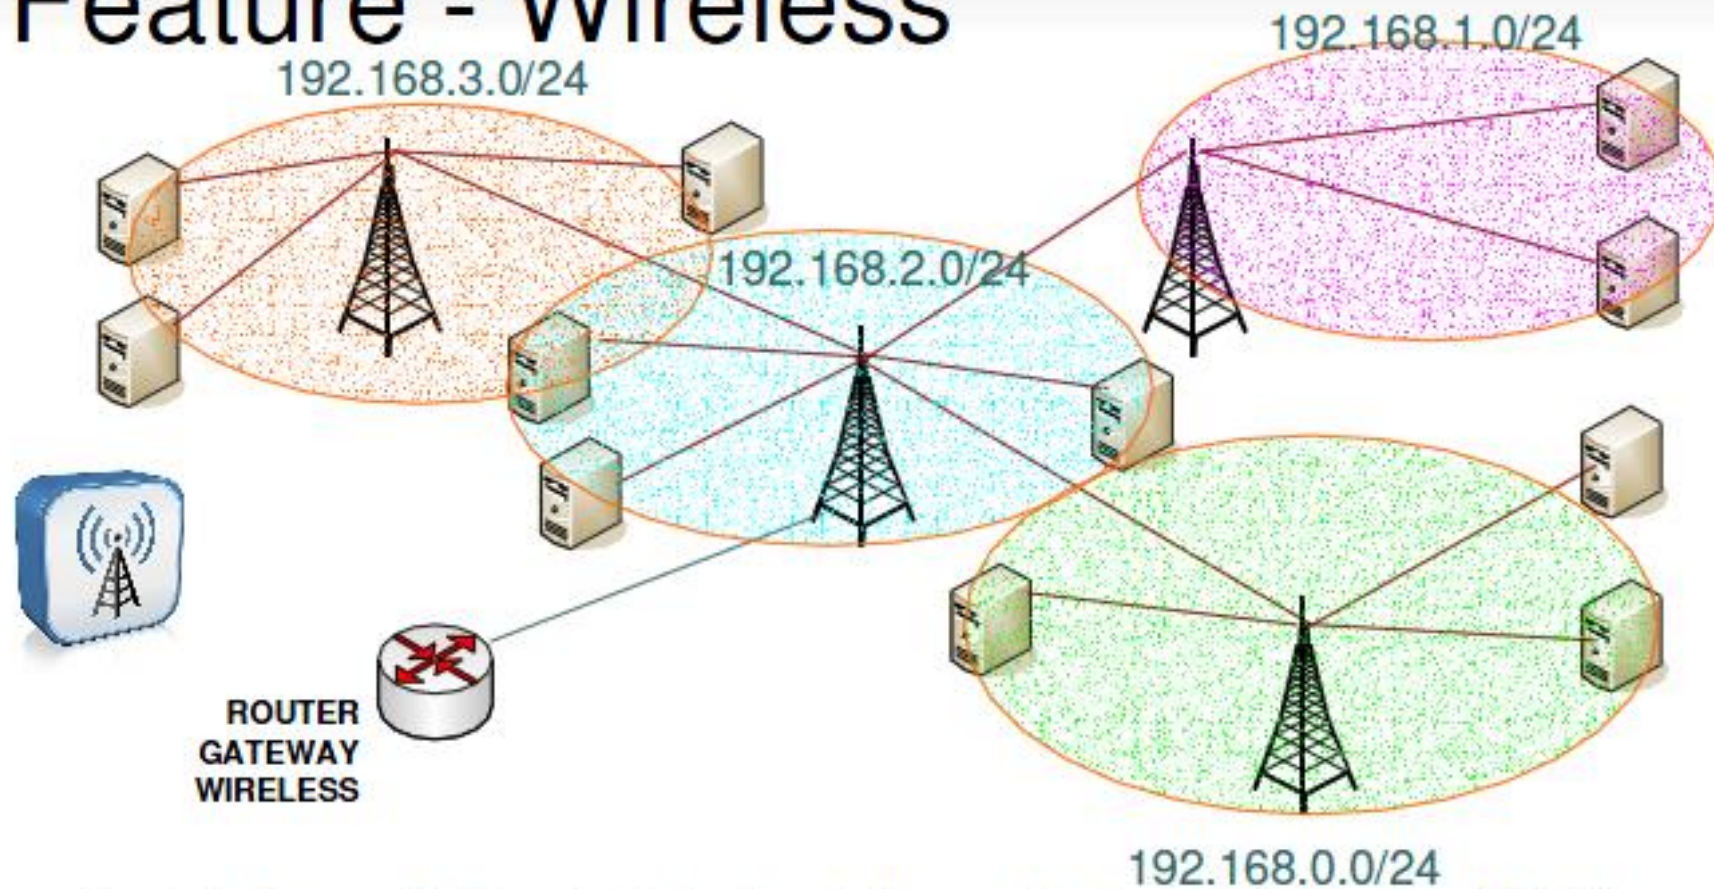 Feature - Wireless
192.168.1.0/24
192.168.3.0/24
192.168.2.0/24
ROUTER
GATEWAY
WIRELESS
192.168.0.0/24